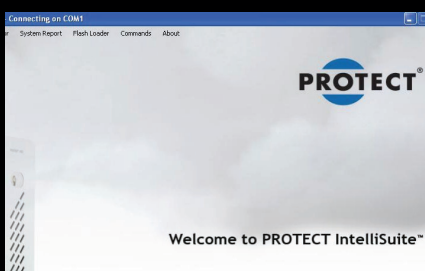 Connecting on COM1
System Report Flash Loader Commands About
PROTECT®
Welcome to PROTECT IntelliSuite™